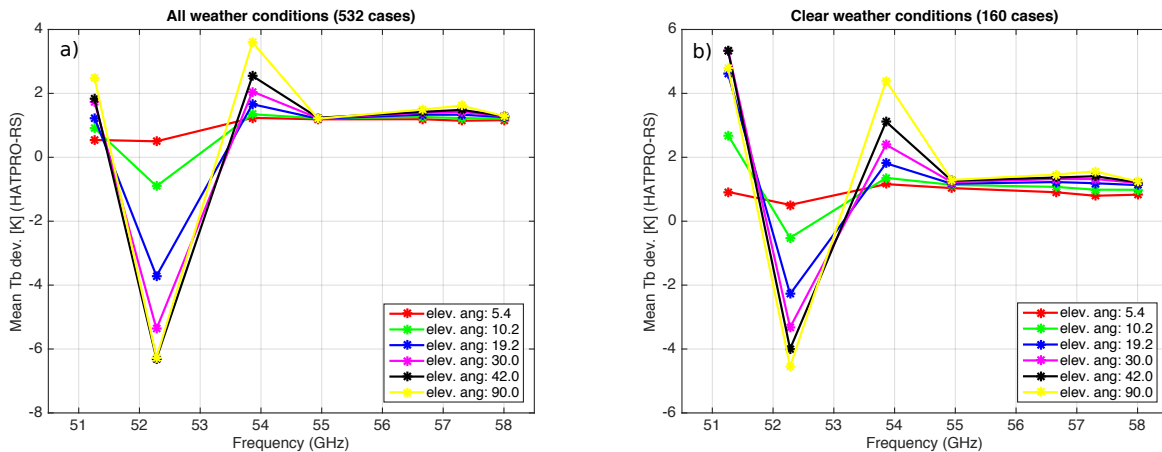 All weather conditions (532 cases)
a)
Mean Tb dev. [K] (HATPRO-RS)
4
2
0
-2
-4
-6
-8
51 52 53 54 55 56 57 58
Frequency (GHz)
elev. ang: 5.4
elev. ang: 10.2
elev. ang: 19.2
elev. ang: 30.0
elev. ang: 42.0
elev. ang: 90.0
Clear weather conditions (160 cases)
b)
Mean Tb dev. [K] (HATPRO-RS)
6
4
2
0
-2
-4
-6
51 52 53 54 55 56 57 58
Frequency (GHz)
elev. ang: 5.4
elev. ang: 10.2
elev. ang: 19.2
elev. ang: 30.0
elev. ang: 42.0
elev. ang: 90.0